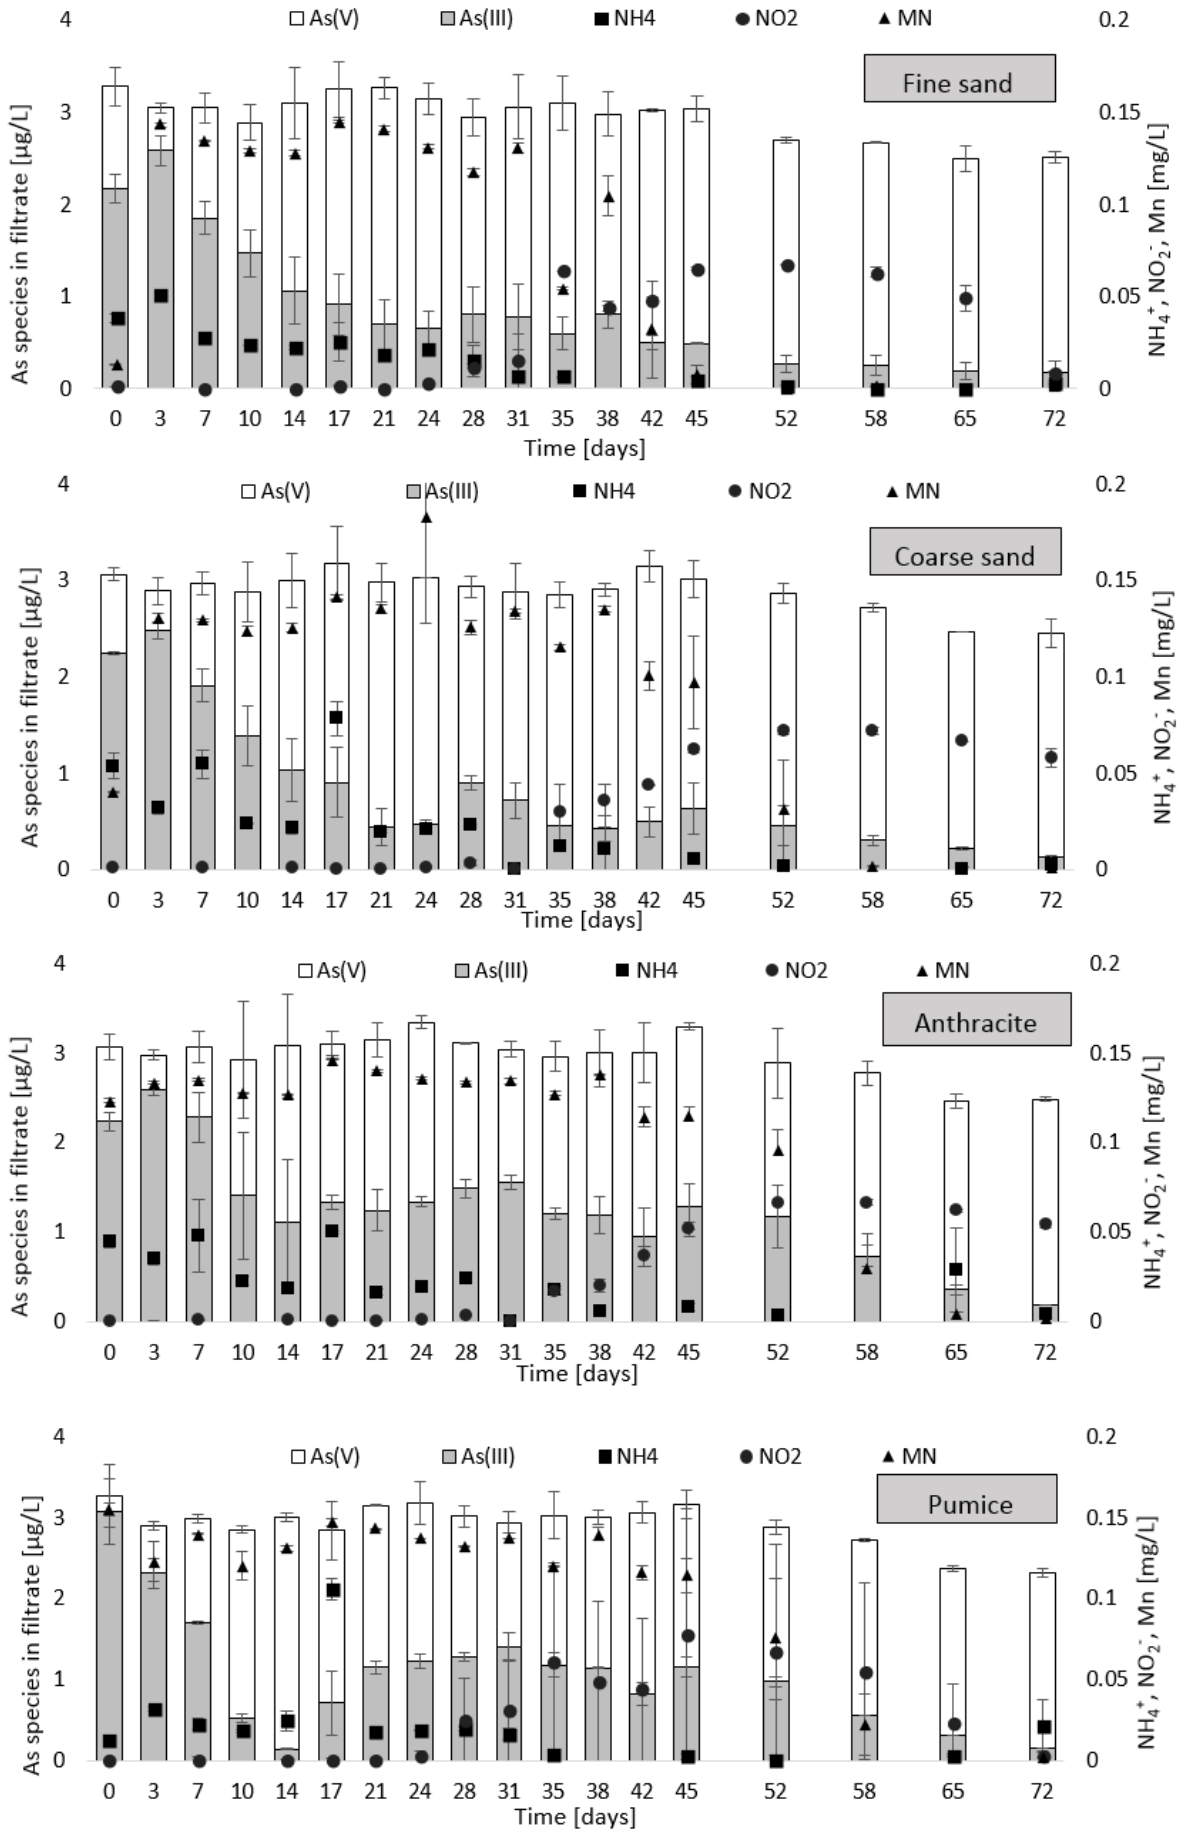 As(V) As(III) NH4 NO2 MN
Fine sand
4
3
2
1
0
0.2
0.15
0.1
0.05
0
As species in filtrate [µg/L]
NH₄⁺, NO₂⁻, Mn [mg/L]
0 3 7 10 14 17 21 24 28 31 35 38 42 45 52 58 65 72
Time [days]
As(V) As(III) NH4 NO2 MN
Coarse sand
4
3
2
1
0
0.2
0.15
0.1
0.05
0
As species in filtrate [µg/L]
NH₄⁺, NO₂⁻, Mn [mg/L]
0 3 7 10 14 17 21 24 28 31 35 38 42 45 52 58 65 72
Time [days]
As(V) As(III) NH4 NO2 MN
Anthracite
4
3
2
1
0
0.2
0.15
0.1
0.05
0
As species in filtrate [µg/L]
NH₄⁺, NO₂⁻, Mn [mg/L]
0 3 7 10 14 17 21 24 28 31 35 38 42 45 52 58 65 72
Time [days]
As(V) As(III) NH4 NO2 MN
Pumice
4
3
2
1
0
0.2
0.15
0.1
0.05
0
As species in filtrate [µg/L]
NH₄⁺, NO₂⁻, Mn [mg/L]
0 3 7 10 14 17 21 24 28 31 35 38 42 45 52 58 65 72
Time [days]